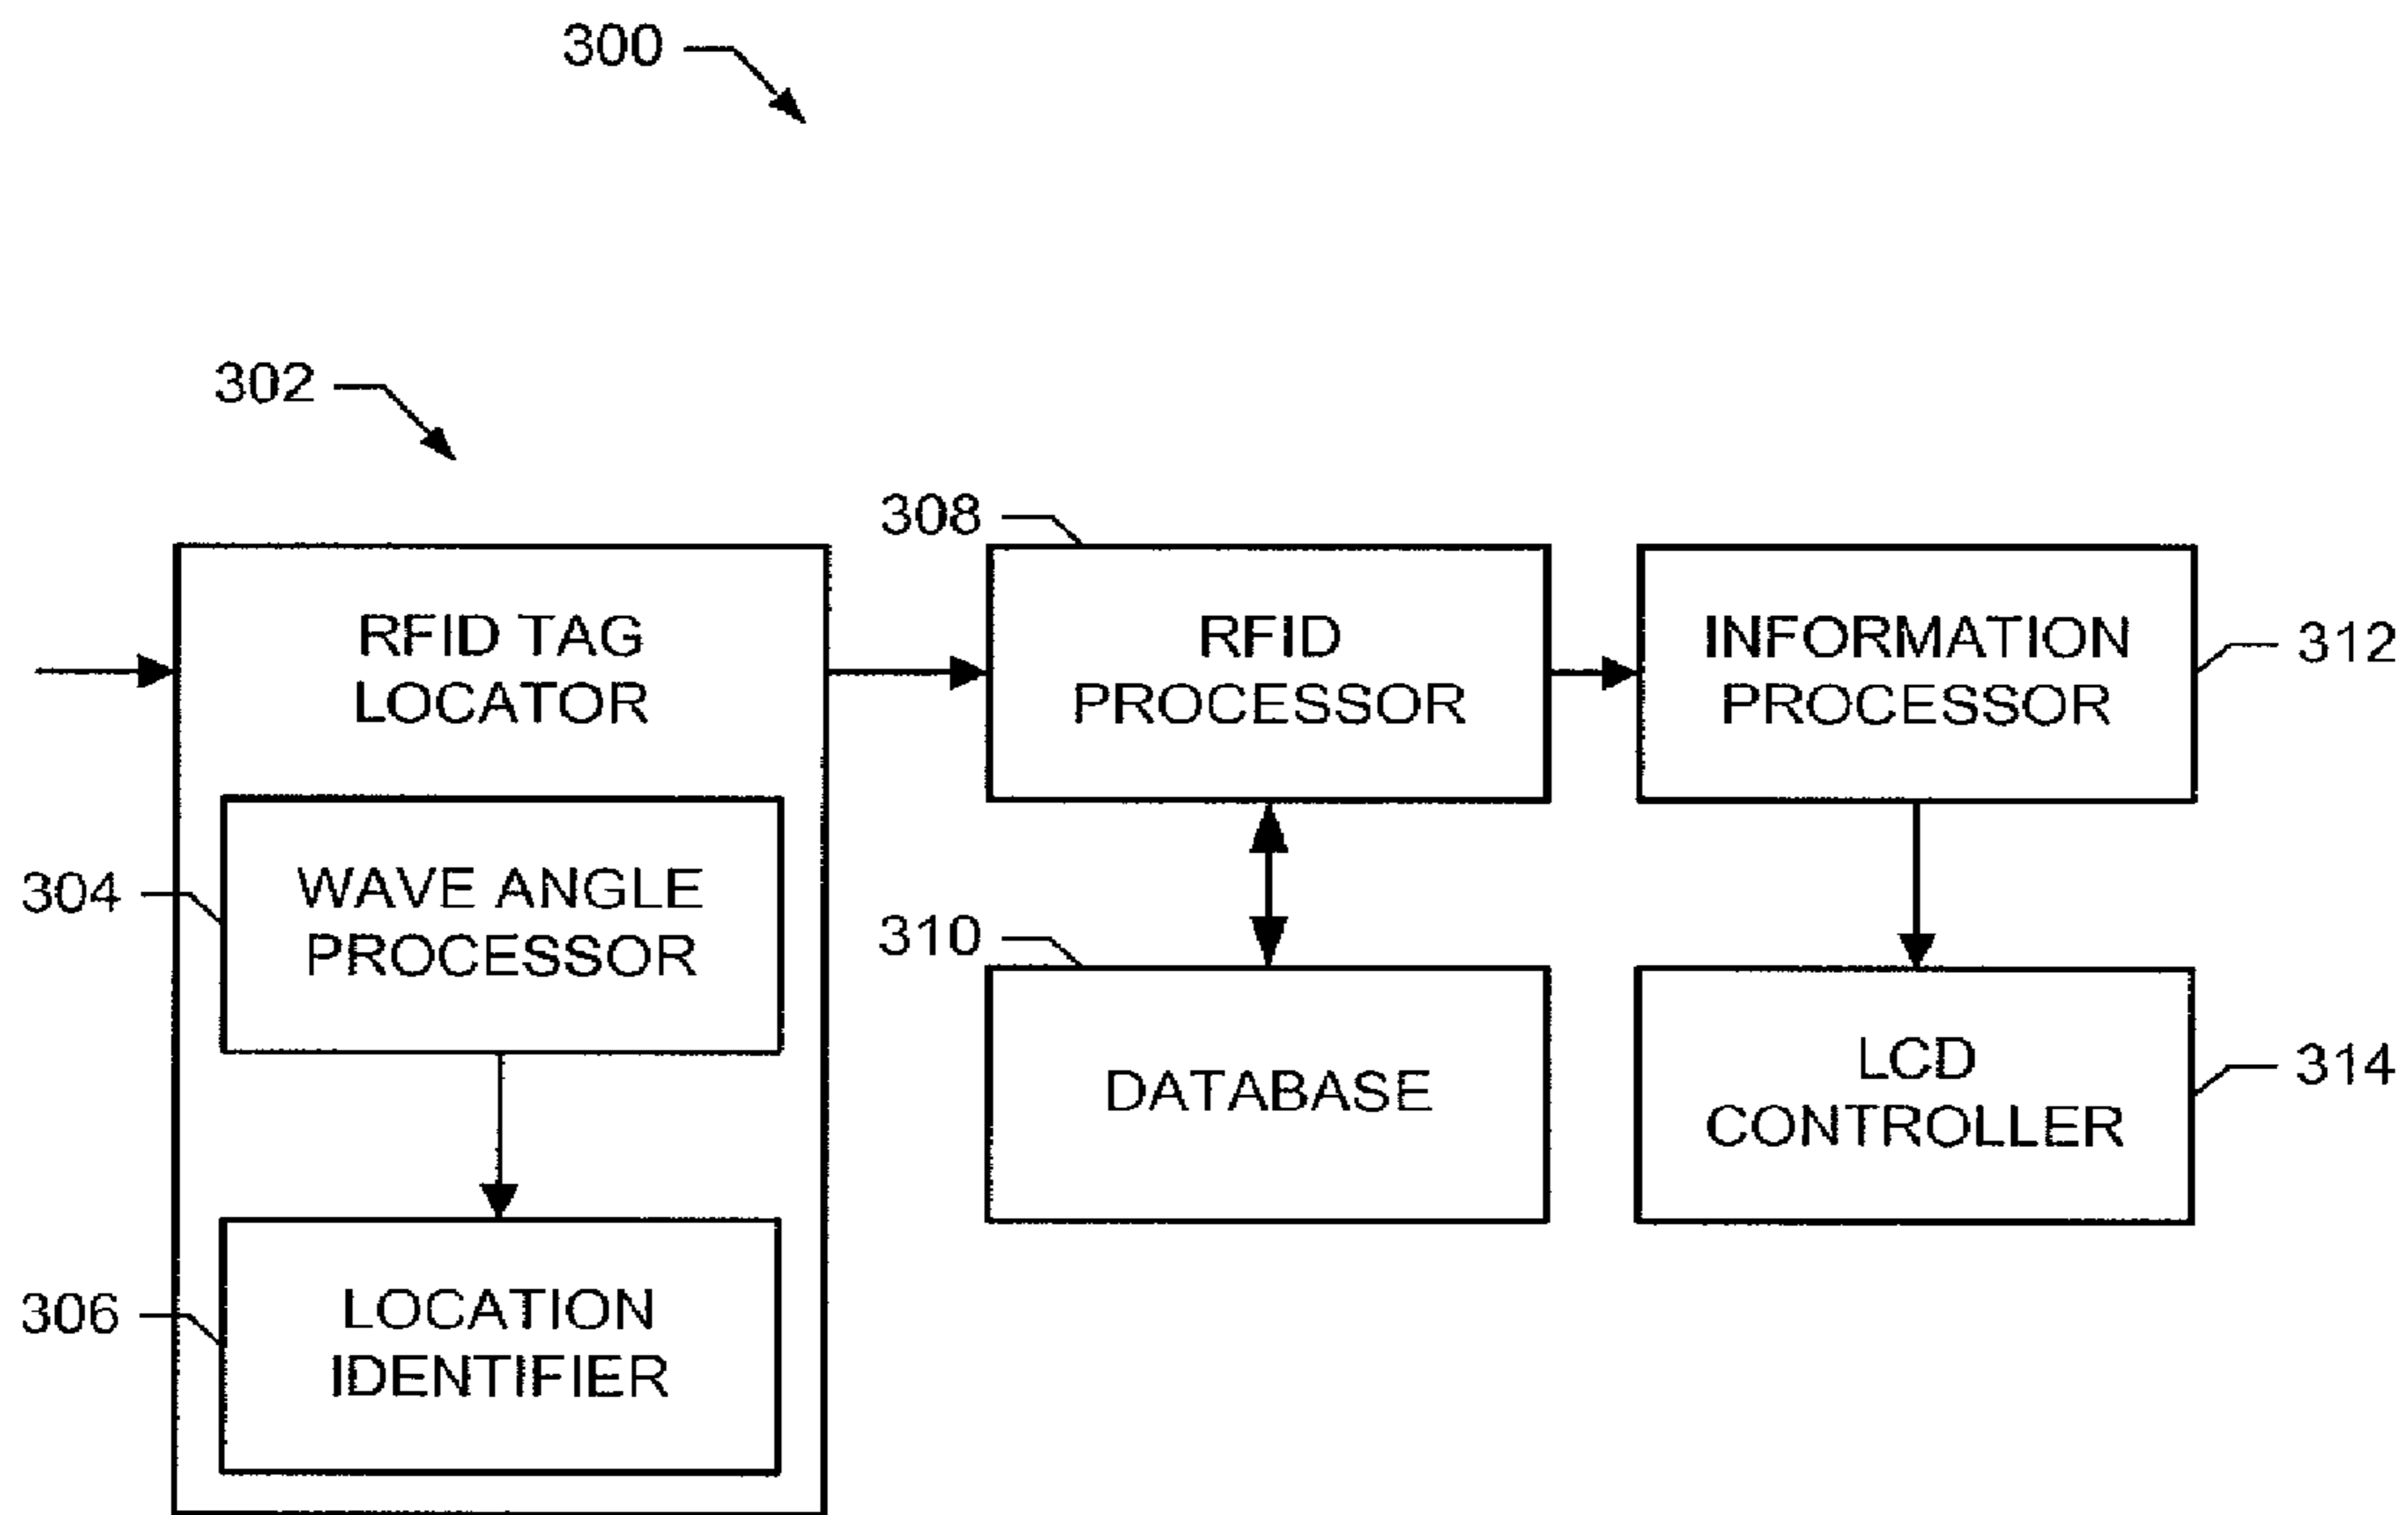 300
302
308
RFID TAG
LOCATOR
RFID
PROCESSOR
INFORMATION
PROCESSOR
312
304
WAVE ANGLE
PROCESSOR
310
DATABASE
LCD
CONTROLLER
314
306
LOCATION
IDENTIFIER